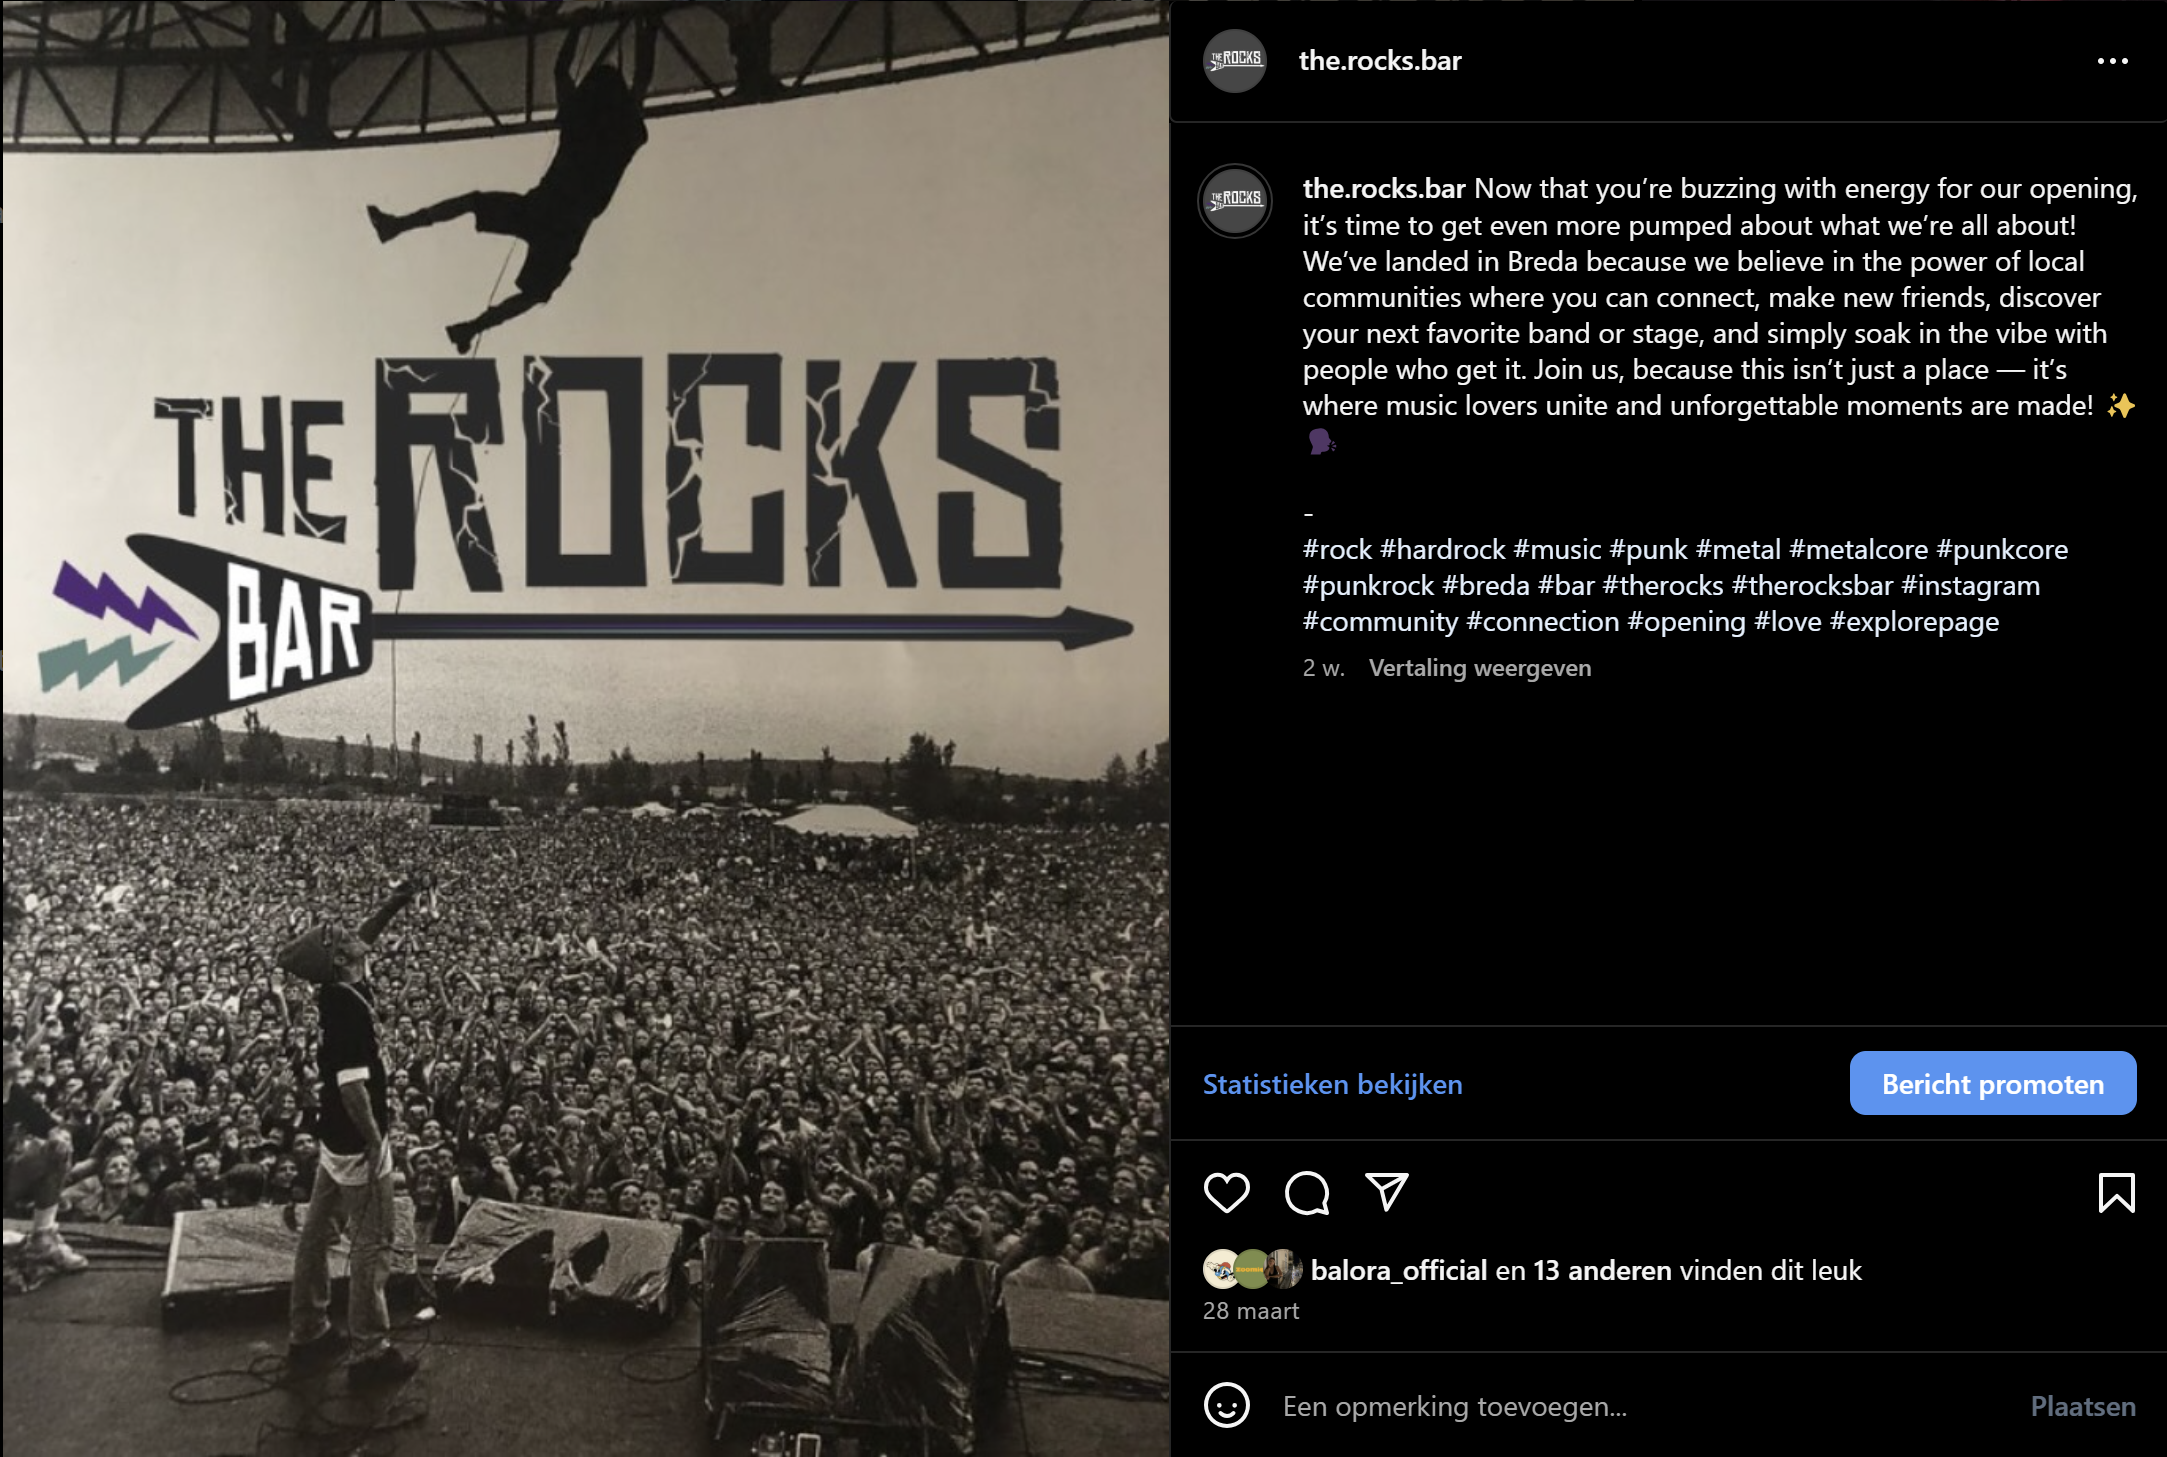 THE ROCKS
BAR
THE ROCKS
the.rocks.bar
THE ROCKS
the.rocks.bar Now that you’re buzzing with energy for our opening,
it’s time to get even more pumped about what we’re all about!
We’ve landed in Breda because we believe in the power of local
communities where you can connect, make new friends, discover
your next favorite band or stage, and simply soak in the vibe with
people who get it. Join us, because this isn’t just a place — it’s
where music lovers unite and unforgettable moments are made! ✨
🗣
-
#rock #hardrock #music #punk #metal #metalcore #punkcore
#punkrock #breda #bar #therocks #therocksbar #instagram
#community #connection #opening #love #explorepage
2 w. Vertaling weergeven
Statistieken bekijken
Bericht promoten
balora_official en 13 anderen vinden dit leuk
28 maart
Een opmerking toevoegen...
Plaatsen